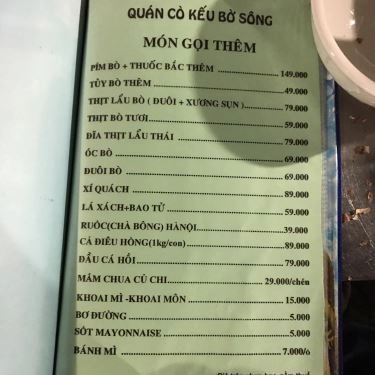 QUÁN CÒ KẾU BỜ SÔNG
MÓN GỌI THÊM
PÍM BÒ + THUỐC BẮC THÊM 149.000
TỦY BÒ THÊM 49.000
THỊT LẨU BÒ ( ĐUÔI + XƯƠNG SỤN ) 79.000
THỊT BÒ TƯƠI 59.000
ĐĨA THỊT LẨU THÁI 79.000
ÓC BÒ 69.000
ĐUÔI BÒ 69.000
XÍ QUÁCH 89.000
LÁ XÁCH+BAO TỬ 59.000
RUỐC(CHÀ BÔNG) HÀNỘI 39.000
CÁ DIÊU HỒNG(1kg/con) 89.000
ĐẦU CÁ HỒI 79.000
MẮM CHUA CỦ CHI 29.000/chén
KHOAI MÌ -KHOAI MÔN 15.000
BƠ ĐƯỜNG 5.000
SỐT MAYONNAISE 5.000
BÁNH MÌ 7.000/ổ